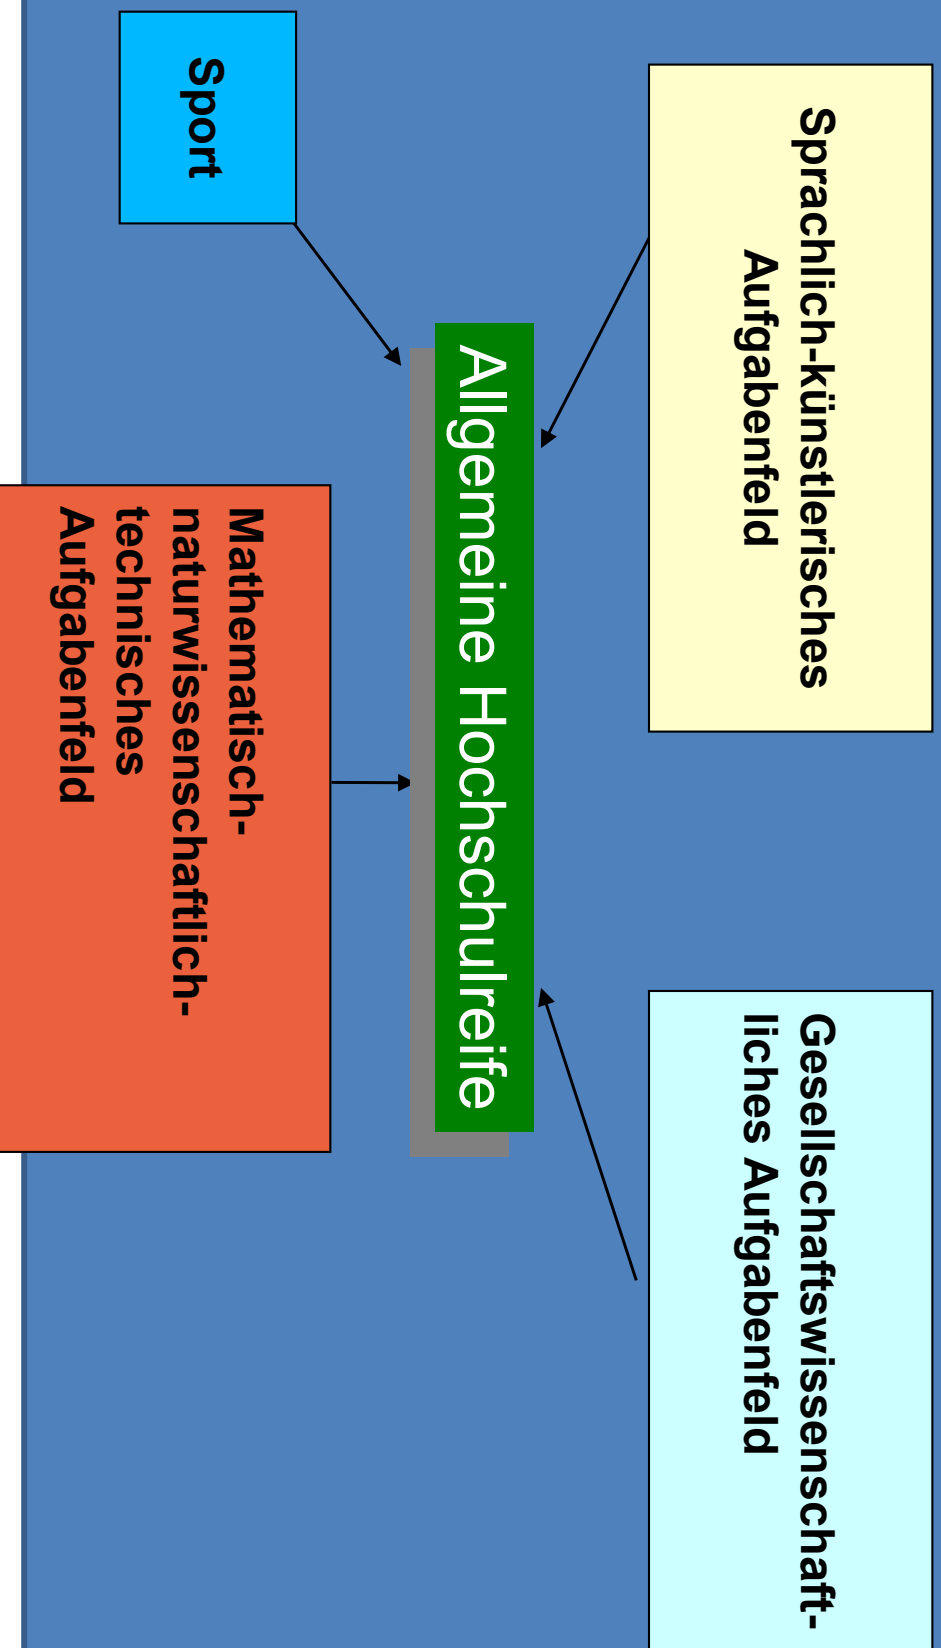 Sprachlich-künstlerisches
Aufgabenfeld
Gesellschaftswissenschaft-
liches Aufgabenfeld
Allgemeine Hochschulreife
Sport
Mathematisch-
naturwissenschaftlich-
technisches
Aufgabenfeld